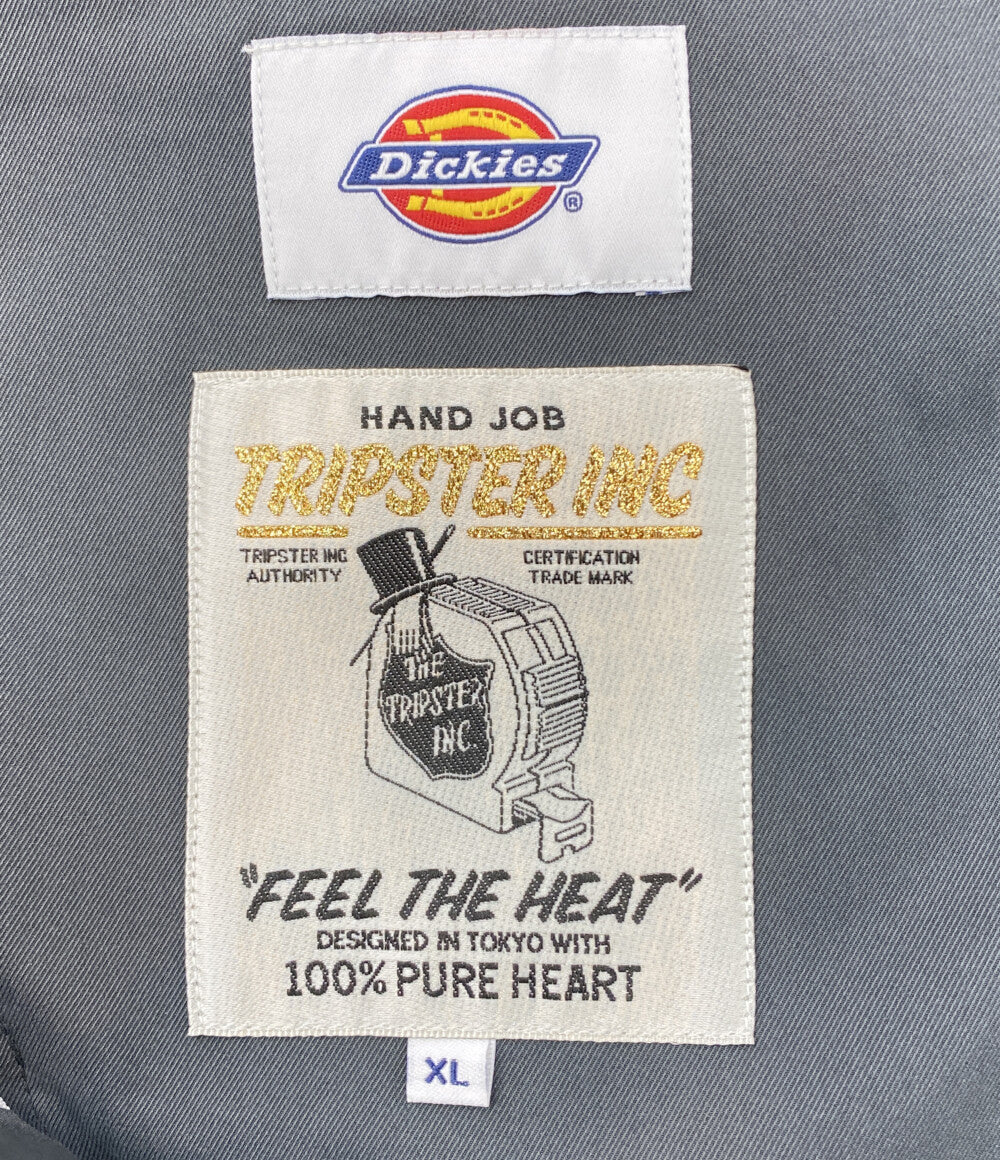 Dickies®
HAND JOB
TRIPSTER INC
TRIPSTER INC
AUTHORITY
CERTIFICATION
TRADE MARK
THE
TRIPSTER
INC.
"FEEL THE HEAT"
DESIGNED IN TOKYO WITH
100% PURE HEART
XL